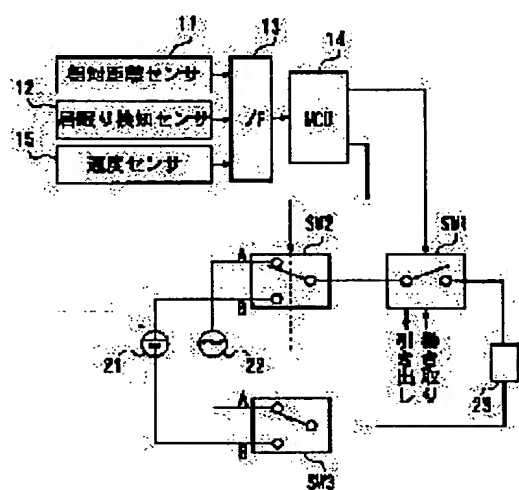 11
13
14
相対距離センサ
12
居眠り検知センサ
I/F
MCU
15
速度センサ
SW2
SW1
A
B
21
22
引き出し
巻き取り
23
A
B
SW3